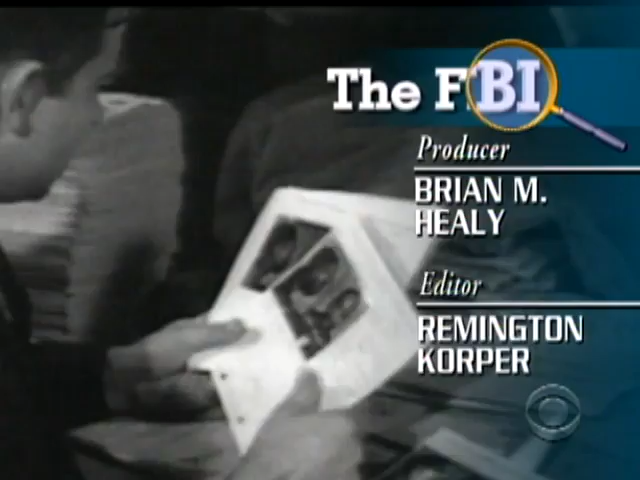 The FBI
Producer
BRIAN M.
HEALY
Editor
REMINGTON
KORPER